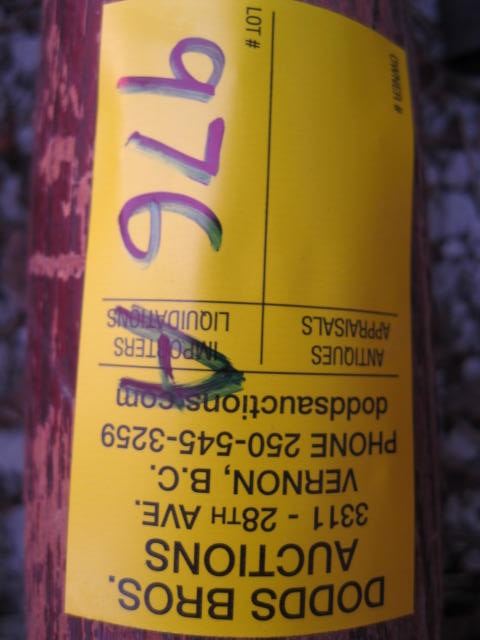 DODDS BROS.
AUCTIONS
3311 - 28TH AVE.
VERNON, B.C.
PHONE 250-545-3259
doddsauctions.com
ANTIQUES IMPORTERS
APPRAISALS LIQUIDATIONS
OWNER # LOT #
976 A